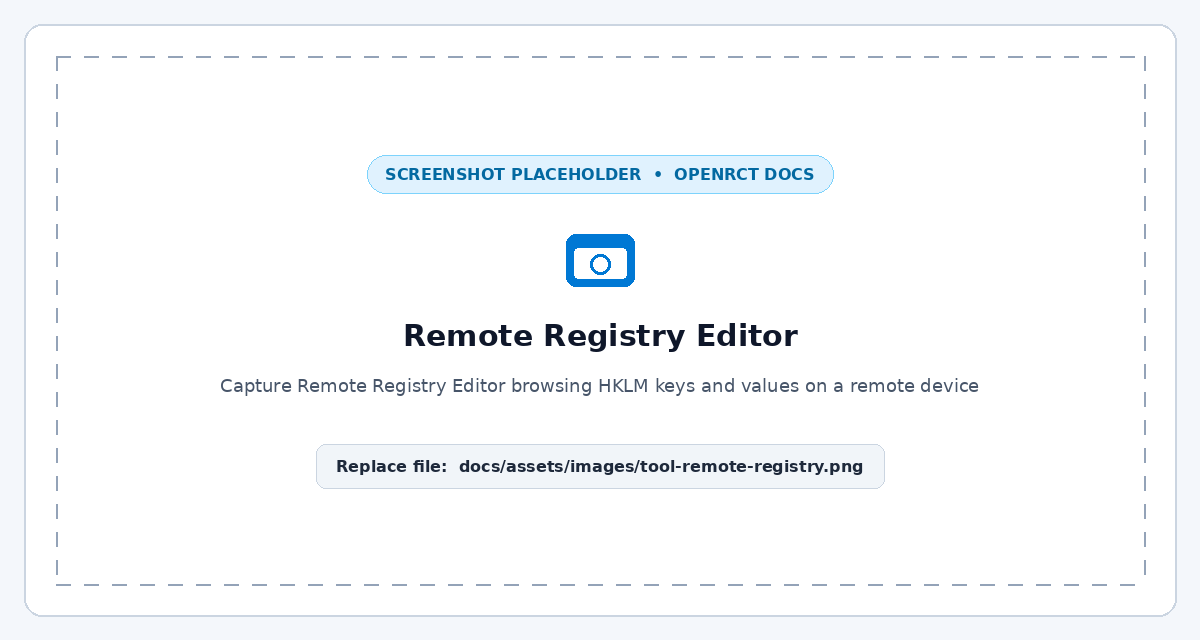 SCREENSHOT PLACEHOLDER • OPENRCT DOCS
Remote Registry Editor
Capture Remote Registry Editor browsing HKLM keys and values on a remote device
Replace file: docs/assets/images/tool-remote-registry.png